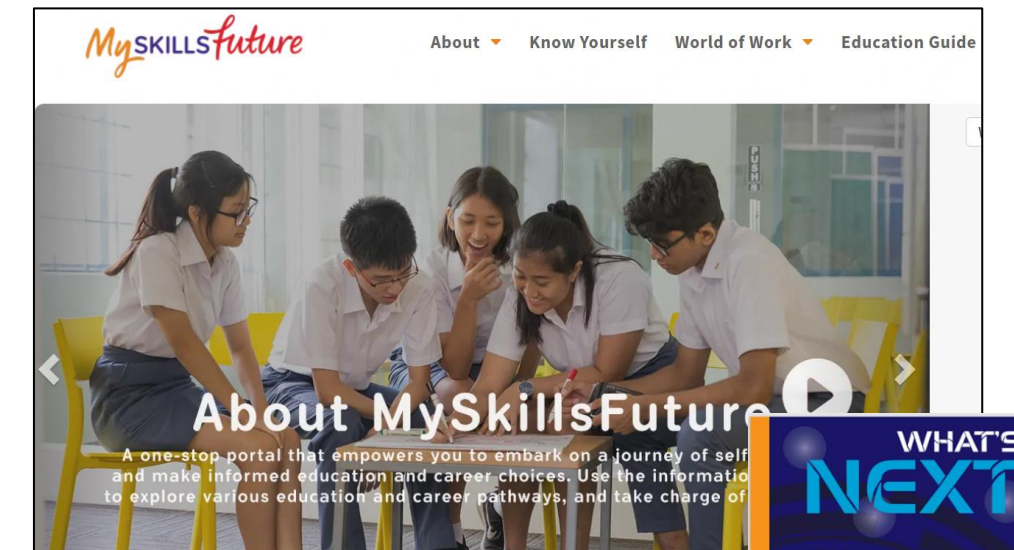 MySKILLSfuture
About Know Yourself World of Work Education Guide
PUSH
About MySkillsFuture
A one-stop portal that empowers you to embark on a journey of self
and make informed education and career choices. Use the informatio
to explore various education and career pathways, and take charge of
WHAT'S
NEXT